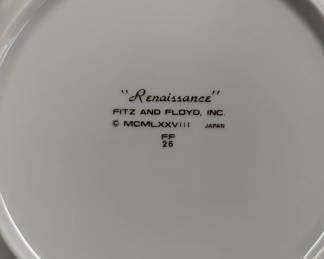 "Renaissance"
FITZ AND FLOYD, INC.
© MCMLXXVIII JAPAN
FF
26